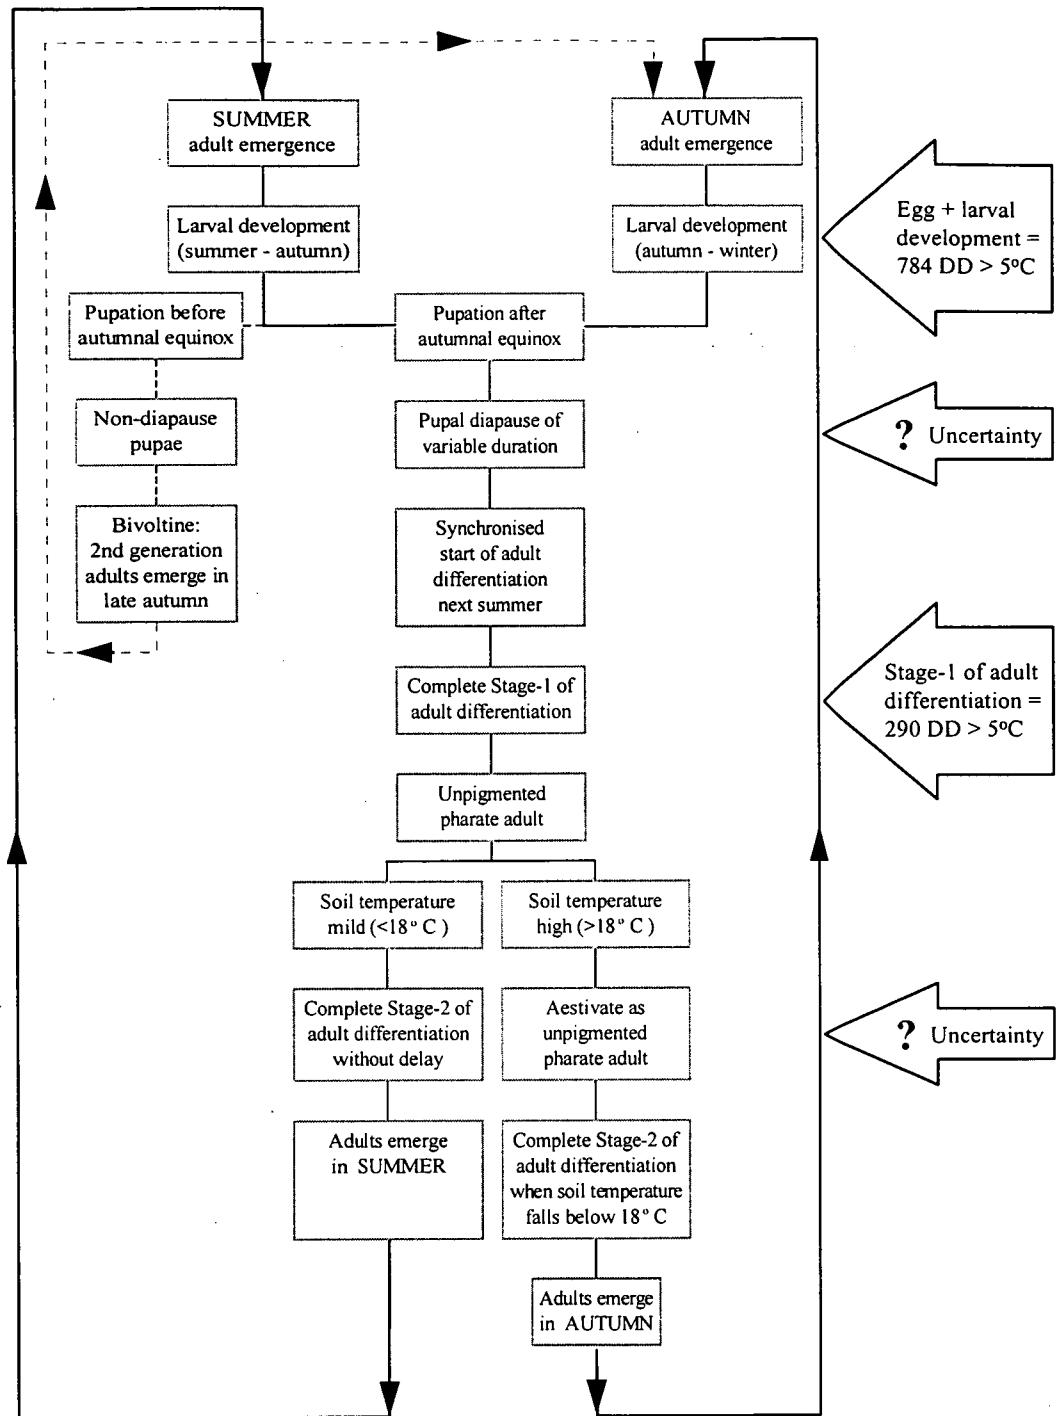 SUMMER
adult emergence
AUTUMN
adult emergence
Larval development
(summer - autumn)
Larval development
(autumn - winter)
Egg + larval
development =
784 DD > 5°C
Pupation before
autumnal equinox
Pupation after
autumnal equinox
Non-diapause
pupae
Pupal diapause of
variable duration
? Uncertainty
Bivoltine:
2nd generation
adults emerge in
late autumn
Synchronised
start of adult
differentiation
next summer
Complete Stage-1 of
adult differentiation
Stage-1 of adult
differentiation =
290 DD > 5°C
Unpigmented
pharate adult
Soil temperature
mild (<18° C )
Soil temperature
high (>18° C )
Complete Stage-2 of
adult differentiation
without delay
Aestivate as
unpigmented
pharate adult
? Uncertainty
Adults emerge
in SUMMER
Complete Stage-2 of
adult differentiation
when soil temperature
falls below 18° C
Adults emerge
in AUTUMN